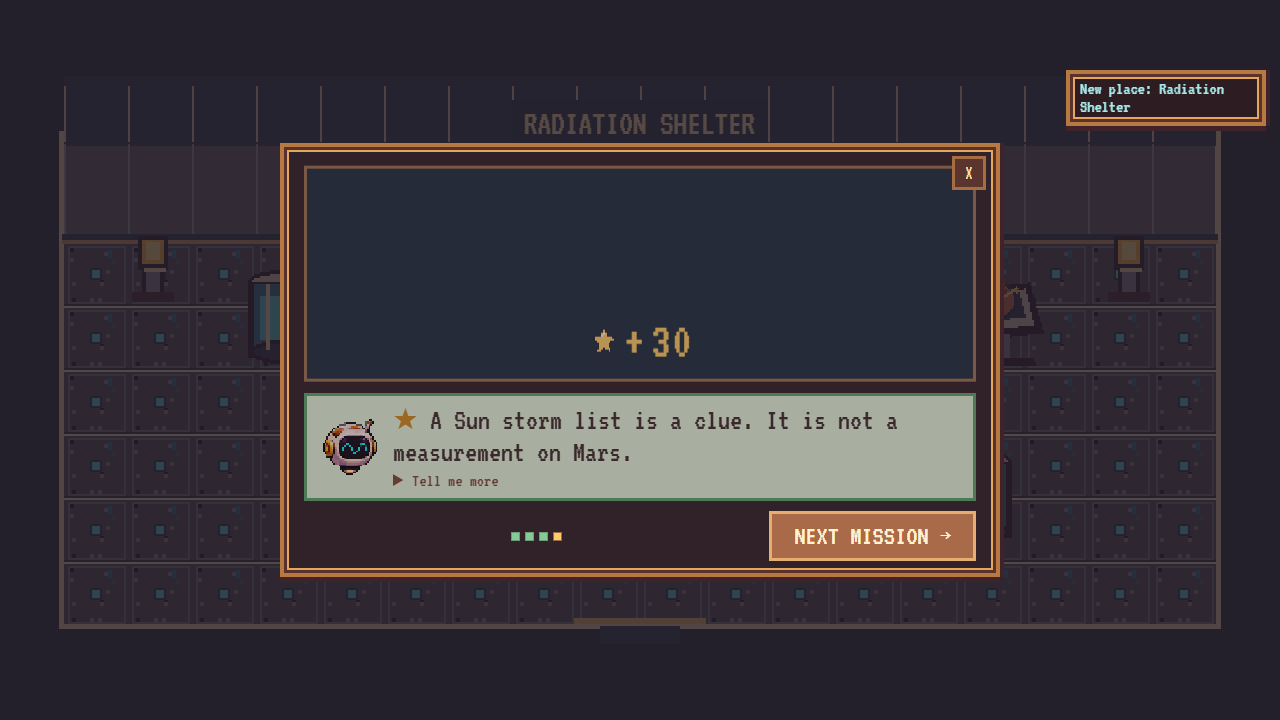 New place: Radiation
Shelter
RADIATION SHELTER
X
★ + 30
★ A Sun storm list is a clue. It is not a
measurement on Mars.
▶ Tell me more
NEXT MISSION →